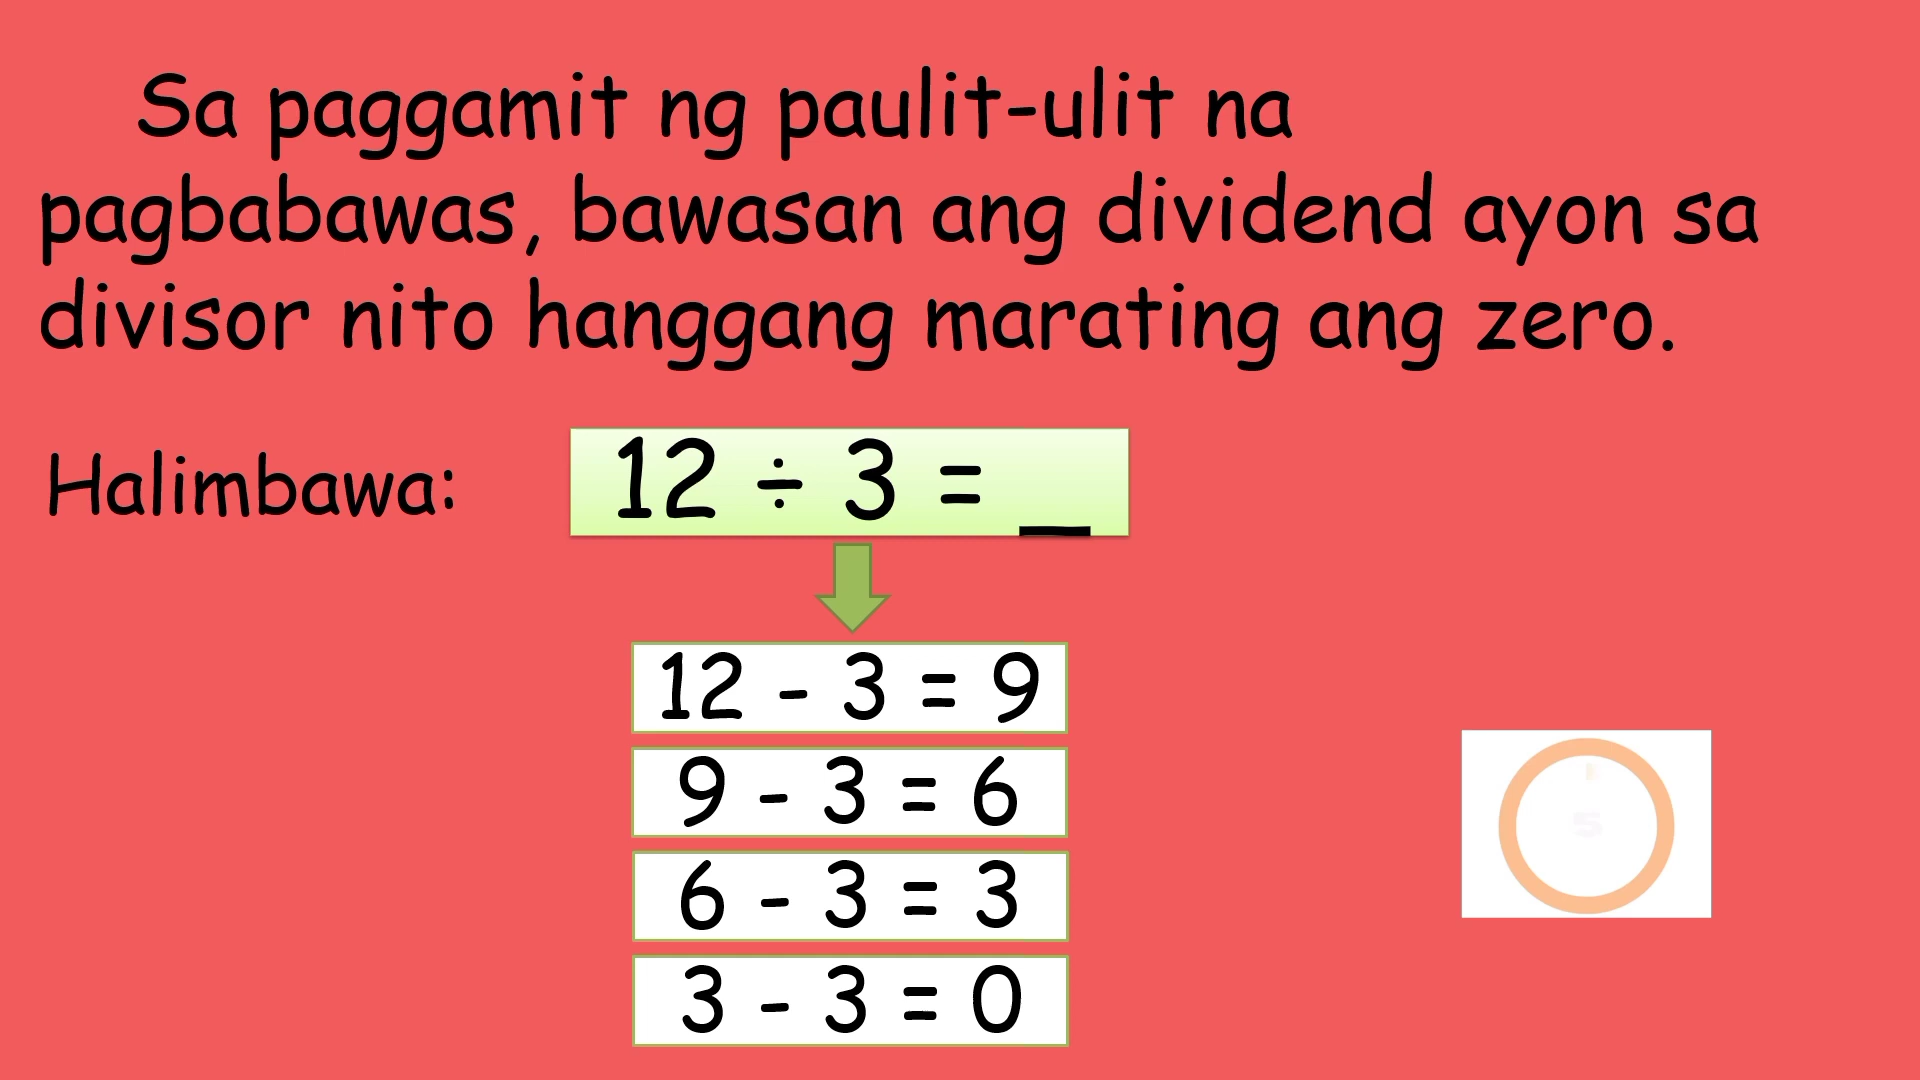 Sa paggamit ng paulit-ulit na
pagbabawas, bawasan ang dividend ayon sa
divisor nito hanggang marating ang zero.
Halimbawa:
12 ÷ 3 = _
12 - 3 = 9
9 - 3 = 6
6 - 3 = 3
3 - 3 = 0